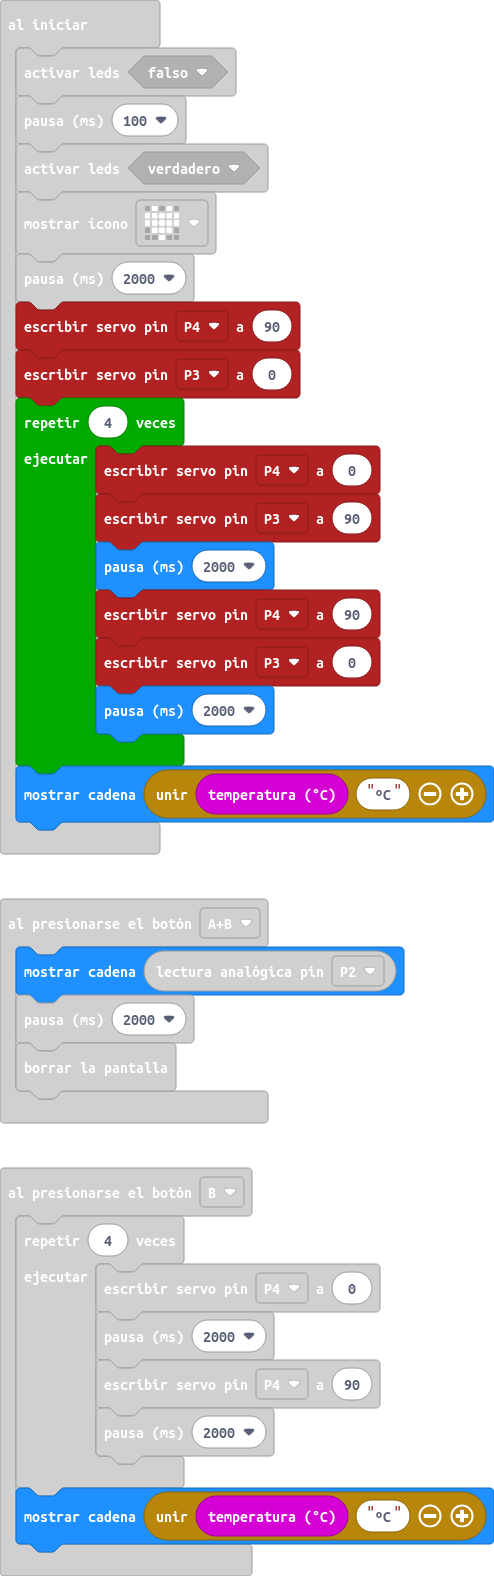 al iniciar
activar leds falso
pausa (ms) 100
activar leds verdadero
mostrar ícono
pausa (ms) 2000
escribir servo pin P4 a 90
escribir servo pin P3 a 0
repetir 4 veces
ejecutar
escribir servo pin P4 a 0
escribir servo pin P3 a 90
pausa (ms) 2000
escribir servo pin P4 a 90
escribir servo pin P3 a 0
pausa (ms) 2000
mostrar cadena unir temperatura (°C) "ºC"
al presionarse el botón A+B
mostrar cadena lectura analógica pin P2
pausa (ms) 2000
borrar la pantalla
al presionarse el botón B
repetir 4 veces
ejecutar
escribir servo pin P4 a 0
pausa (ms) 2000
escribir servo pin P4 a 90
pausa (ms) 2000
mostrar cadena unir temperatura (°C) "ºC"